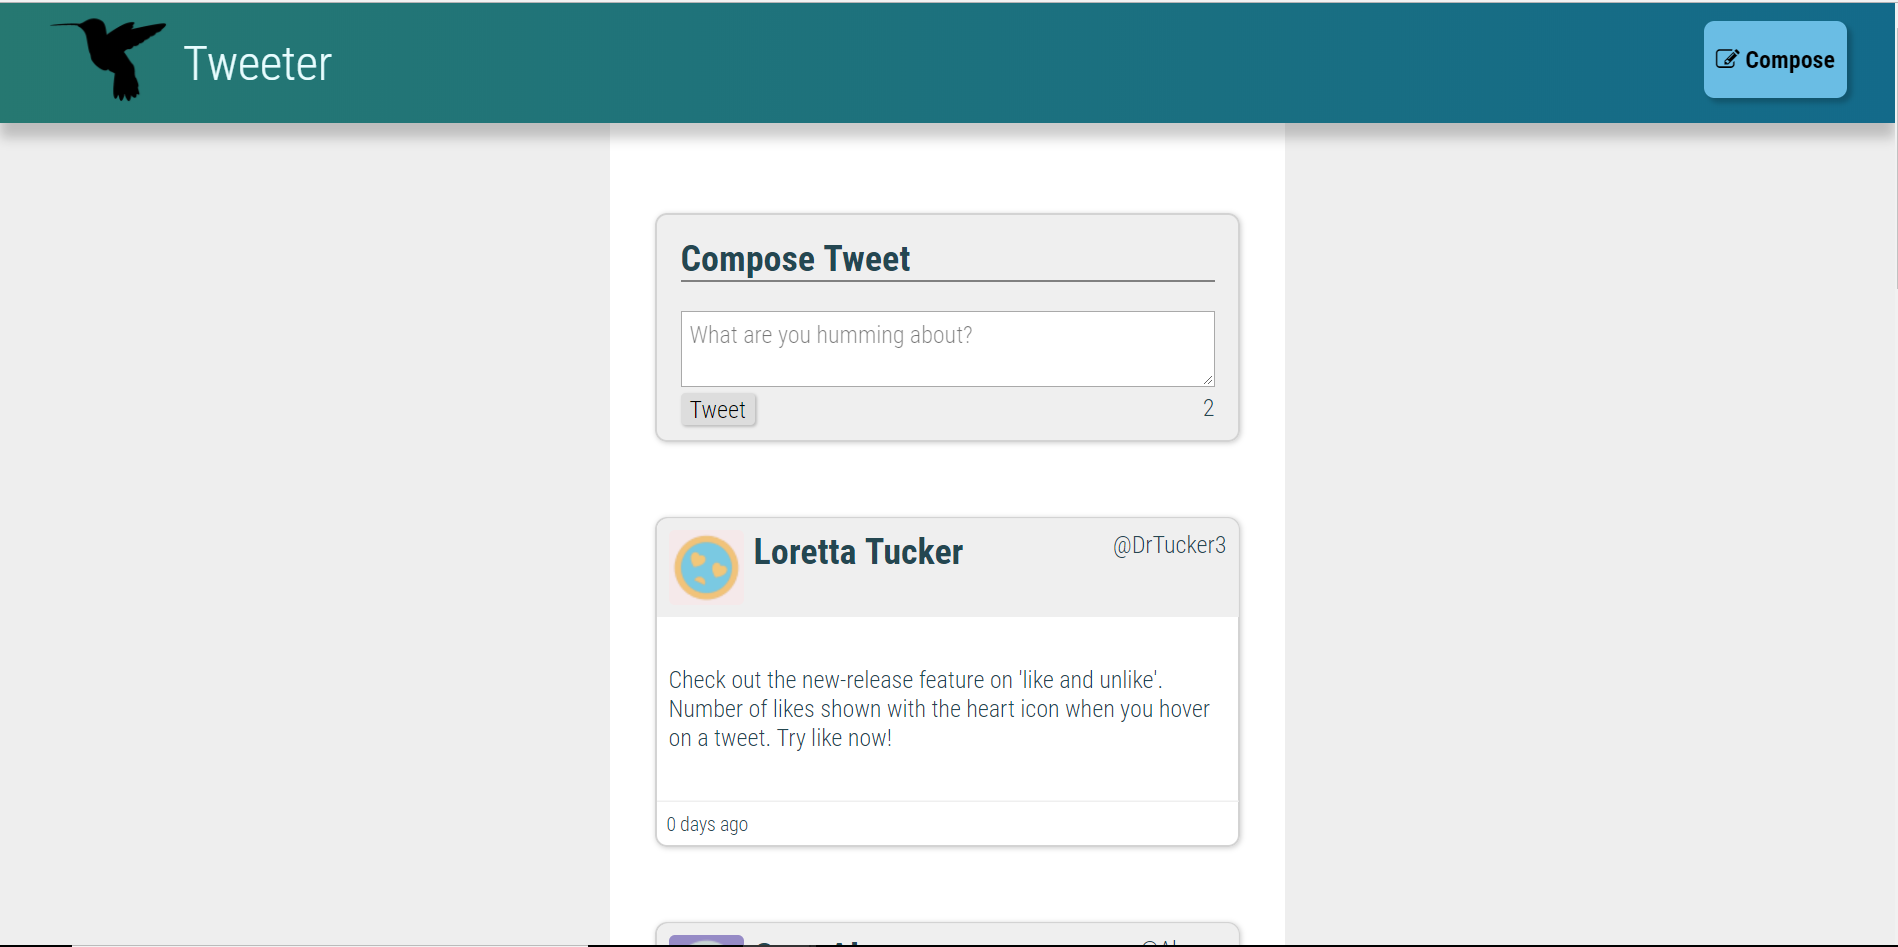 Tweeter
Compose
Compose Tweet
What are you humming about?
Tweet
2
Loretta Tucker
@DrTucker3
Check out the new-release feature on 'like and unlike'.
Number of likes shown with the heart icon when you hover
on a tweet. Try like now!
0 days ago